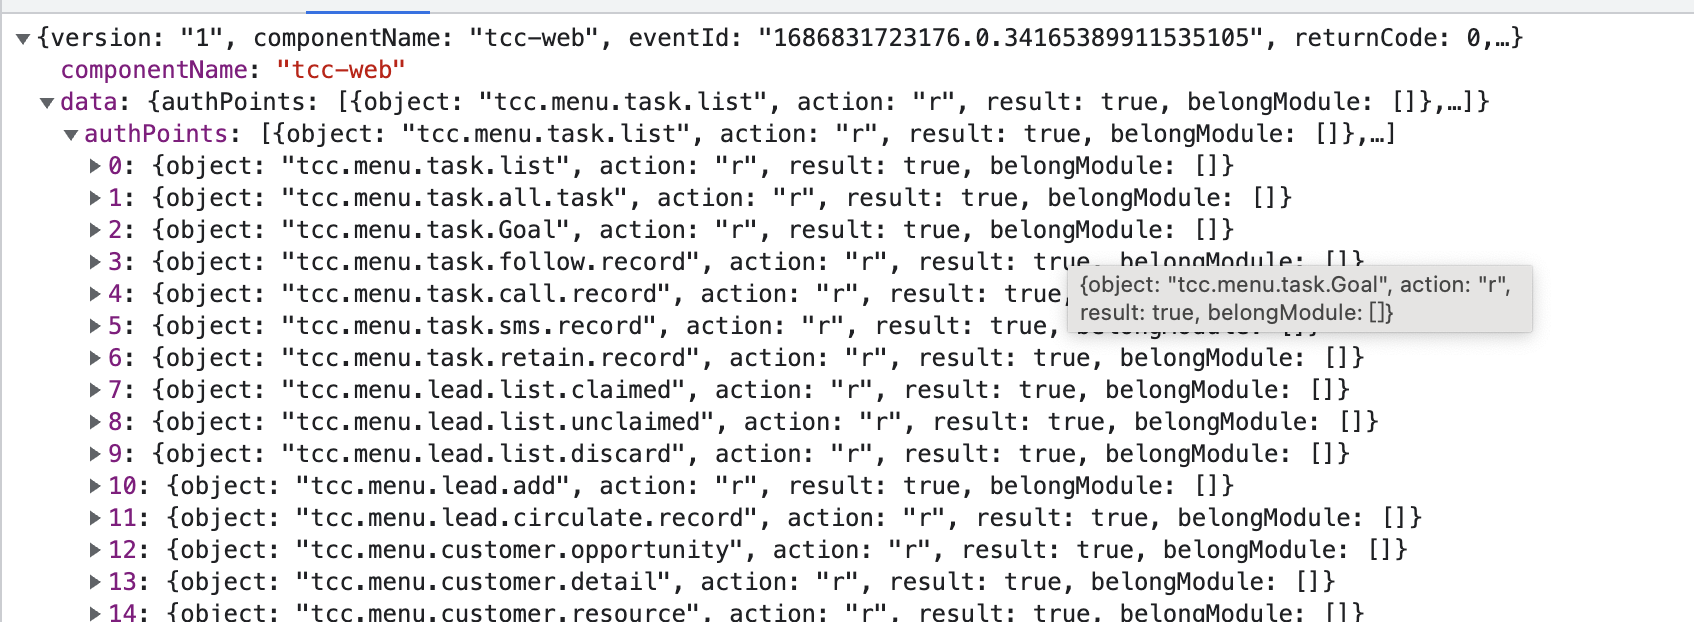 {version: "1", componentName: "tcc-web", eventId: "1686831723176.0.34165389911535105", returnCode: 0,…}
componentName: "tcc-web"
data: {authPoints: [{object: "tcc.menu.task.list", action: "r", result: true, belongModule: []},…]}
authPoints: [{object: "tcc.menu.task.list", action: "r", result: true, belongModule: []},…]
0: {object: "tcc.menu.task.list", action: "r", result: true, belongModule: []}
1: {object: "tcc.menu.task.all.task", action: "r", result: true, belongModule: []}
2: {object: "tcc.menu.task.Goal", action: "r", result: true, belongModule: []}
3: {object: "tcc.menu.task.follow.record", action: "r", result: true, belongModule: []}
4: {object: "tcc.menu.task.call.record", action: "r", result: true,
{object: "tcc.menu.task.Goal", action: "r",
result: true, belongModule: []}
5: {object: "tcc.menu.task.sms.record", action: "r", result: true, belongModule: []}
6: {object: "tcc.menu.task.retain.record", action: "r", result: true, belongModule: []}
7: {object: "tcc.menu.lead.list.claimed", action: "r", result: true, belongModule: []}
8: {object: "tcc.menu.lead.list.unclaimed", action: "r", result: true, belongModule: []}
9: {object: "tcc.menu.lead.list.discard", action: "r", result: true, belongModule: []}
10: {object: "tcc.menu.lead.add", action: "r", result: true, belongModule: []}
11: {object: "tcc.menu.lead.circulate.record", action: "r", result: true, belongModule: []}
12: {object: "tcc.menu.customer.opportunity", action: "r", result: true, belongModule: []}
13: {object: "tcc.menu.customer.detail", action: "r", result: true, belongModule: []}
14: {object: "tcc.menu.customer.resource", action: "r", result: true, belongModule: []}